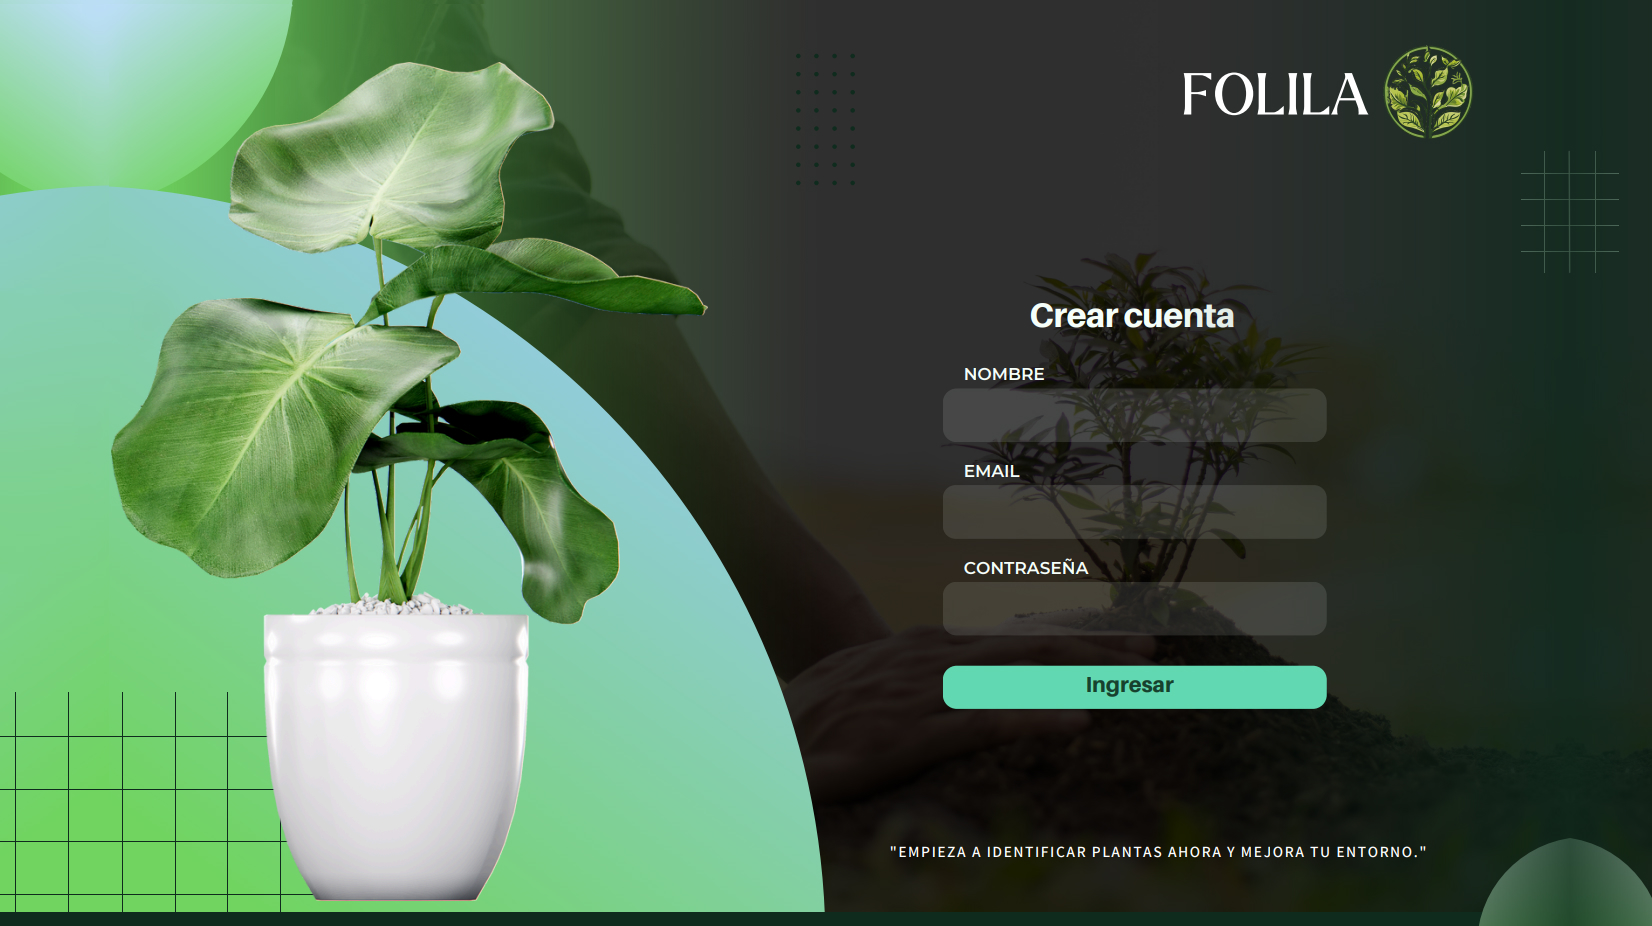 FOLILA
Crear cuenta
NOMBRE
EMAIL
CONTRASEÑA
Ingresar
"EMPIEZA A IDENTIFICAR PLANTAS AHORA Y MEJORA TU ENTORNO."